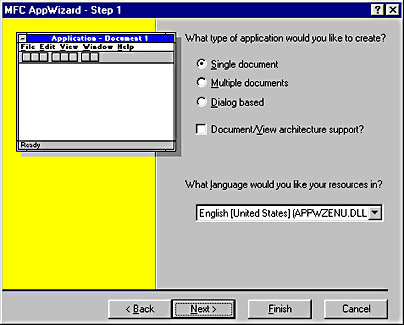 MFC AppWizard - Step 1
Application - Document 1
File Edit View Window Help
Ready
What type of application would you like to create?
Single document
Multiple documents
Dialog based
Document/View architecture support?
What language would you like your resources in?
English [United States] (APPWZENU.DLL
< Back
Next >
Finish
Cancel